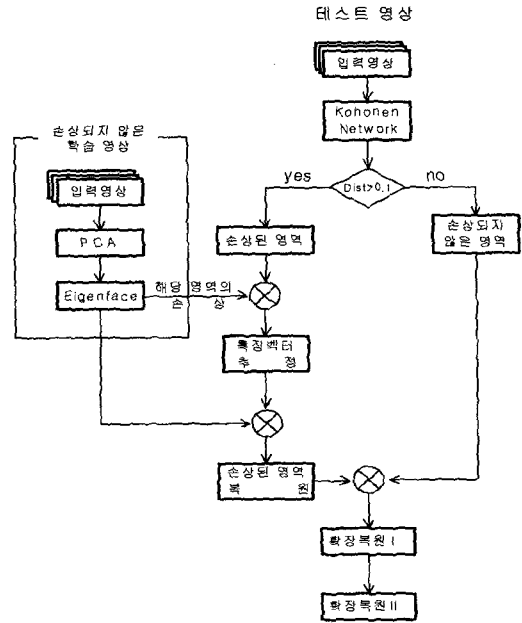 테스트 영상
입력영상
Kohonen
Network
손상되지 않은
학습 영상
yes
Dist>0.1
no
입력영상
손상된 영역
손상되지
않은 영역
PCA
Eigenface
해당 영역의
손 상
특징벡터
추 정
손상된 영역
복 원
확장복원 I
확장복원 II